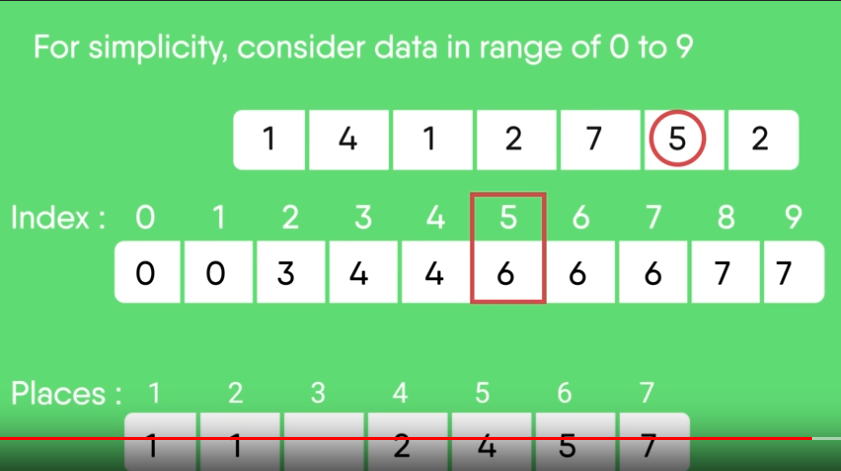 For simplicity, consider data in range of 0 to 9
1 4 1 2 7 5 2
Index : 0 1 2 3 4 5 6 7 8 9
0 0 3 4 4 6 6 6 7 7
Places : 1 2 3 4 5 6 7
1 1 2 4 5 7